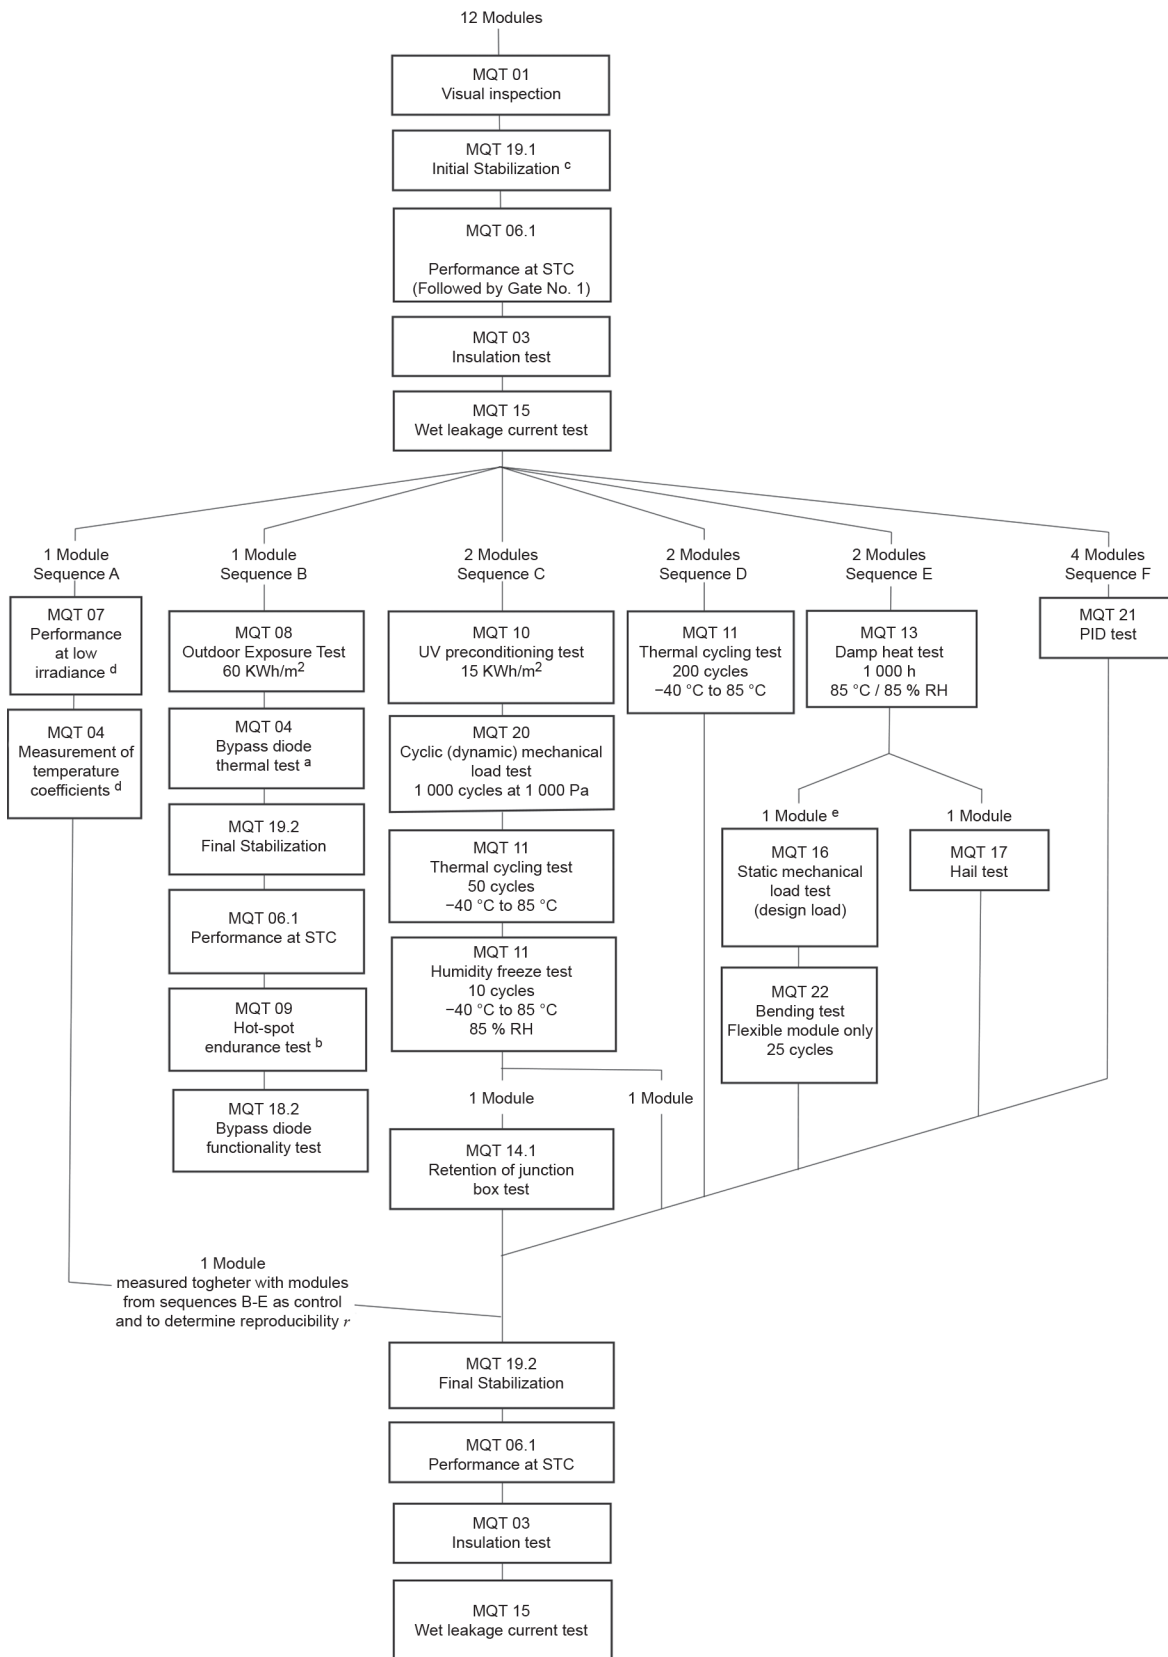 12 Modules
MQT 01
Visual inspection
MQT 19.1
Initial Stabilization c
MQT 06.1
Performance at STC
(Followed by Gate No. 1)
MQT 03
Insulation test
MQT 15
Wet leakage current test
1 Module
Sequence A
1 Module
Sequence B
2 Modules
Sequence C
2 Modules
Sequence D
2 Modules
Sequence E
4 Modules
Sequence F
MQT 07
Performance
at low
irradiance d
MQT 04
Measurement of
temperature
coefficients d
MQT 08
Outdoor Exposure Test
60 KWh/m2
MQT 04
Bypass diode
thermal test a
MQT 19.2
Final Stabilization
MQT 06.1
Performance at STC
MQT 09
Hot-spot
endurance test b
MQT 18.2
Bypass diode
functionality test
MQT 10
UV preconditioning test
15 KWh/m2
MQT 20
Cyclic (dynamic) mechanical
load test
1 000 cycles at 1 000 Pa
MQT 11
Thermal cycling test
50 cycles
−40 °C to 85 °C
MQT 11
Humidity freeze test
10 cycles
−40 °C to 85 °C
85 % RH
1 Module
1 Module
MQT 14.1
Retention of junction
box test
MQT 11
Thermal cycling test
200 cycles
−40 °C to 85 °C
MQT 13
Damp heat test
1 000 h
85 °C / 85 % RH
1 Module e
MQT 16
Static mechanical
load test
(design load)
MQT 22
Bending test
Flexible module only
25 cycles
1 Module
MQT 17
Hail test
MQT 21
PID test
1 Module
measured togheter with modules
from sequences B-E as control
and to determine reproducibility r
MQT 19.2
Final Stabilization
MQT 06.1
Performance at STC
MQT 03
Insulation test
MQT 15
Wet leakage current test